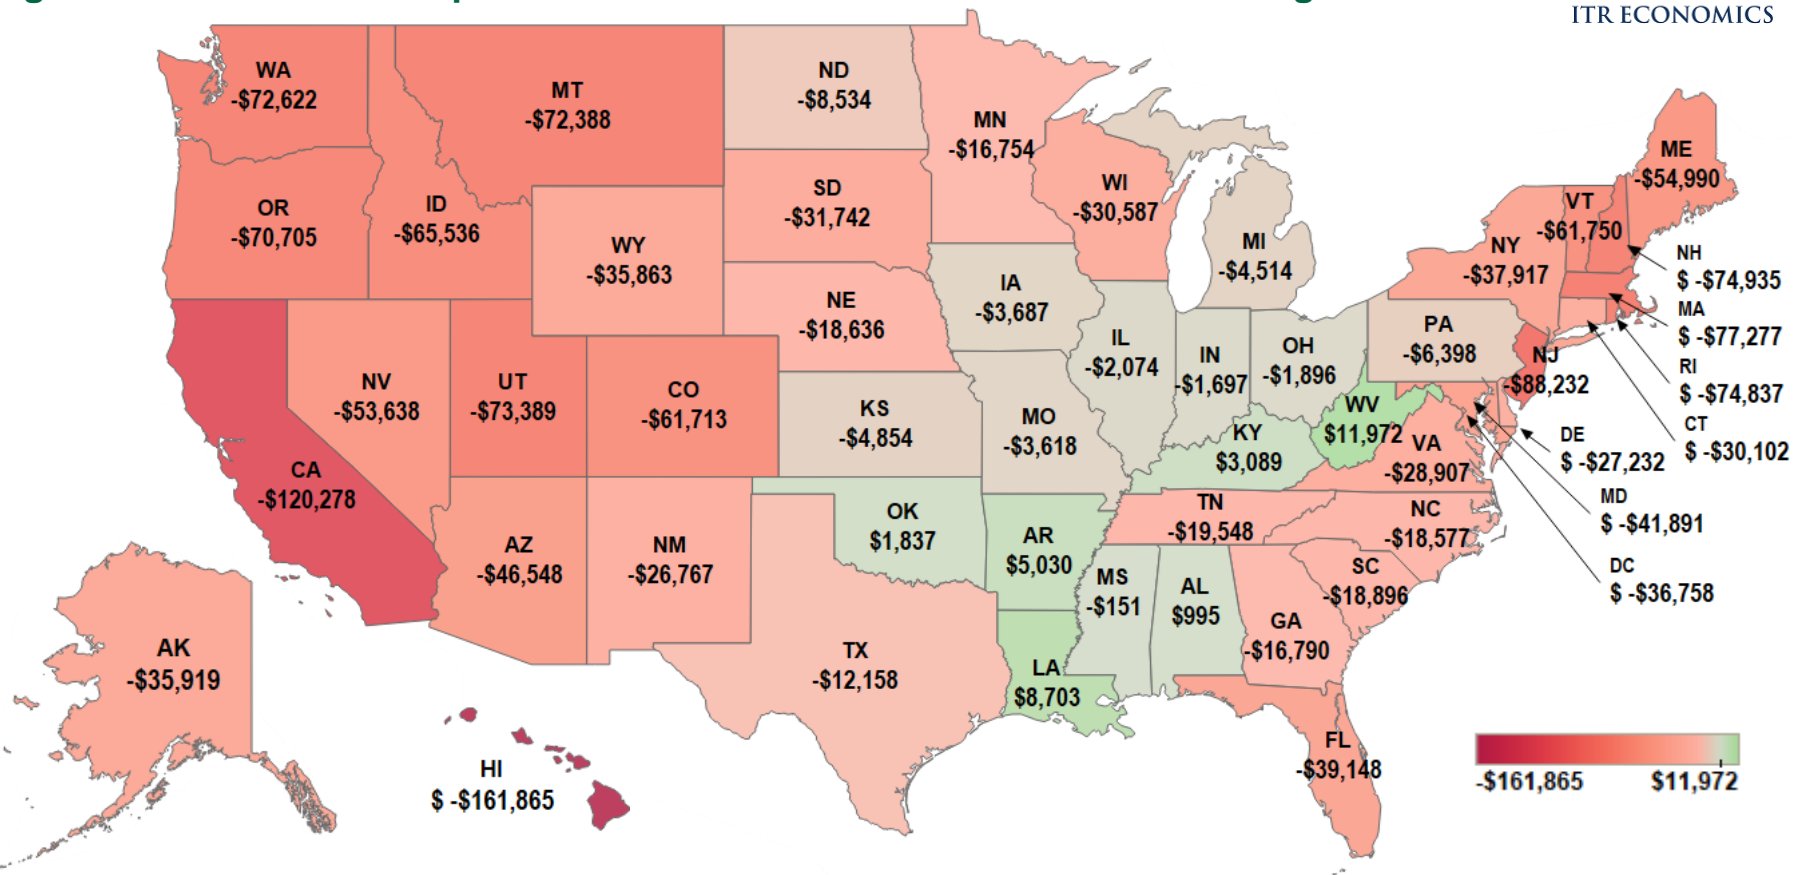 ITR ECONOMICS
WA
-$72,622
MT
-$72,388
ND
-$8,534
MN
-$16,754
ME
-$54,990
OR
-$70,705
ID
-$65,536
WY
-$35,863
SD
-$31,742
WI
-$30,587
MI
-$4,514
NY
-$37,917
VT
-$61,750
NH
$ -$74,935
MA
$ -$77,277
RI
$ -$74,837
CT
$ -$30,102
NE
-$18,636
IA
-$3,687
IL
-$2,074
IN
-$1,697
OH
-$1,896
PA
-$6,398
NJ
-$88,232
CA
-$120,278
NV
-$53,638
UT
-$73,389
CO
-$61,713
KS
-$4,854
MO
-$3,618
KY
$3,089
WV
$11,972
VA
-$28,907
DE
$ -$27,232
MD
$ -$41,891
DC
$ -$36,758
AZ
-$46,548
NM
-$26,767
OK
$1,837
AR
$5,030
TN
-$19,548
NC
-$18,577
SC
-$18,896
MS
-$151
AL
$995
GA
-$16,790
TX
-$12,158
LA
$8,703
FL
-$39,148
AK
-$35,919
HI
$ -$161,865
-$161,865
$11,972